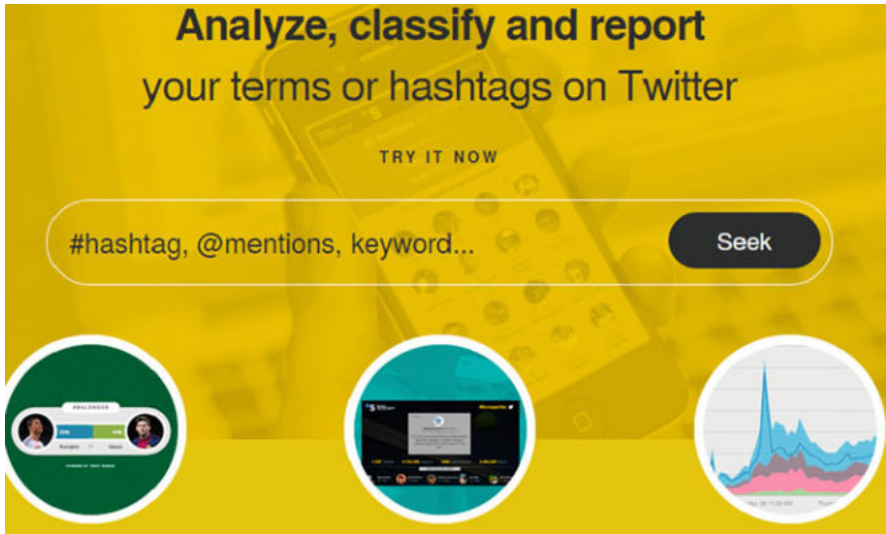 Analyze, classify and report
your terms or hashtags on Twitter
TRY IT NOW
#hashtag, @mentions, keyword...
Seek